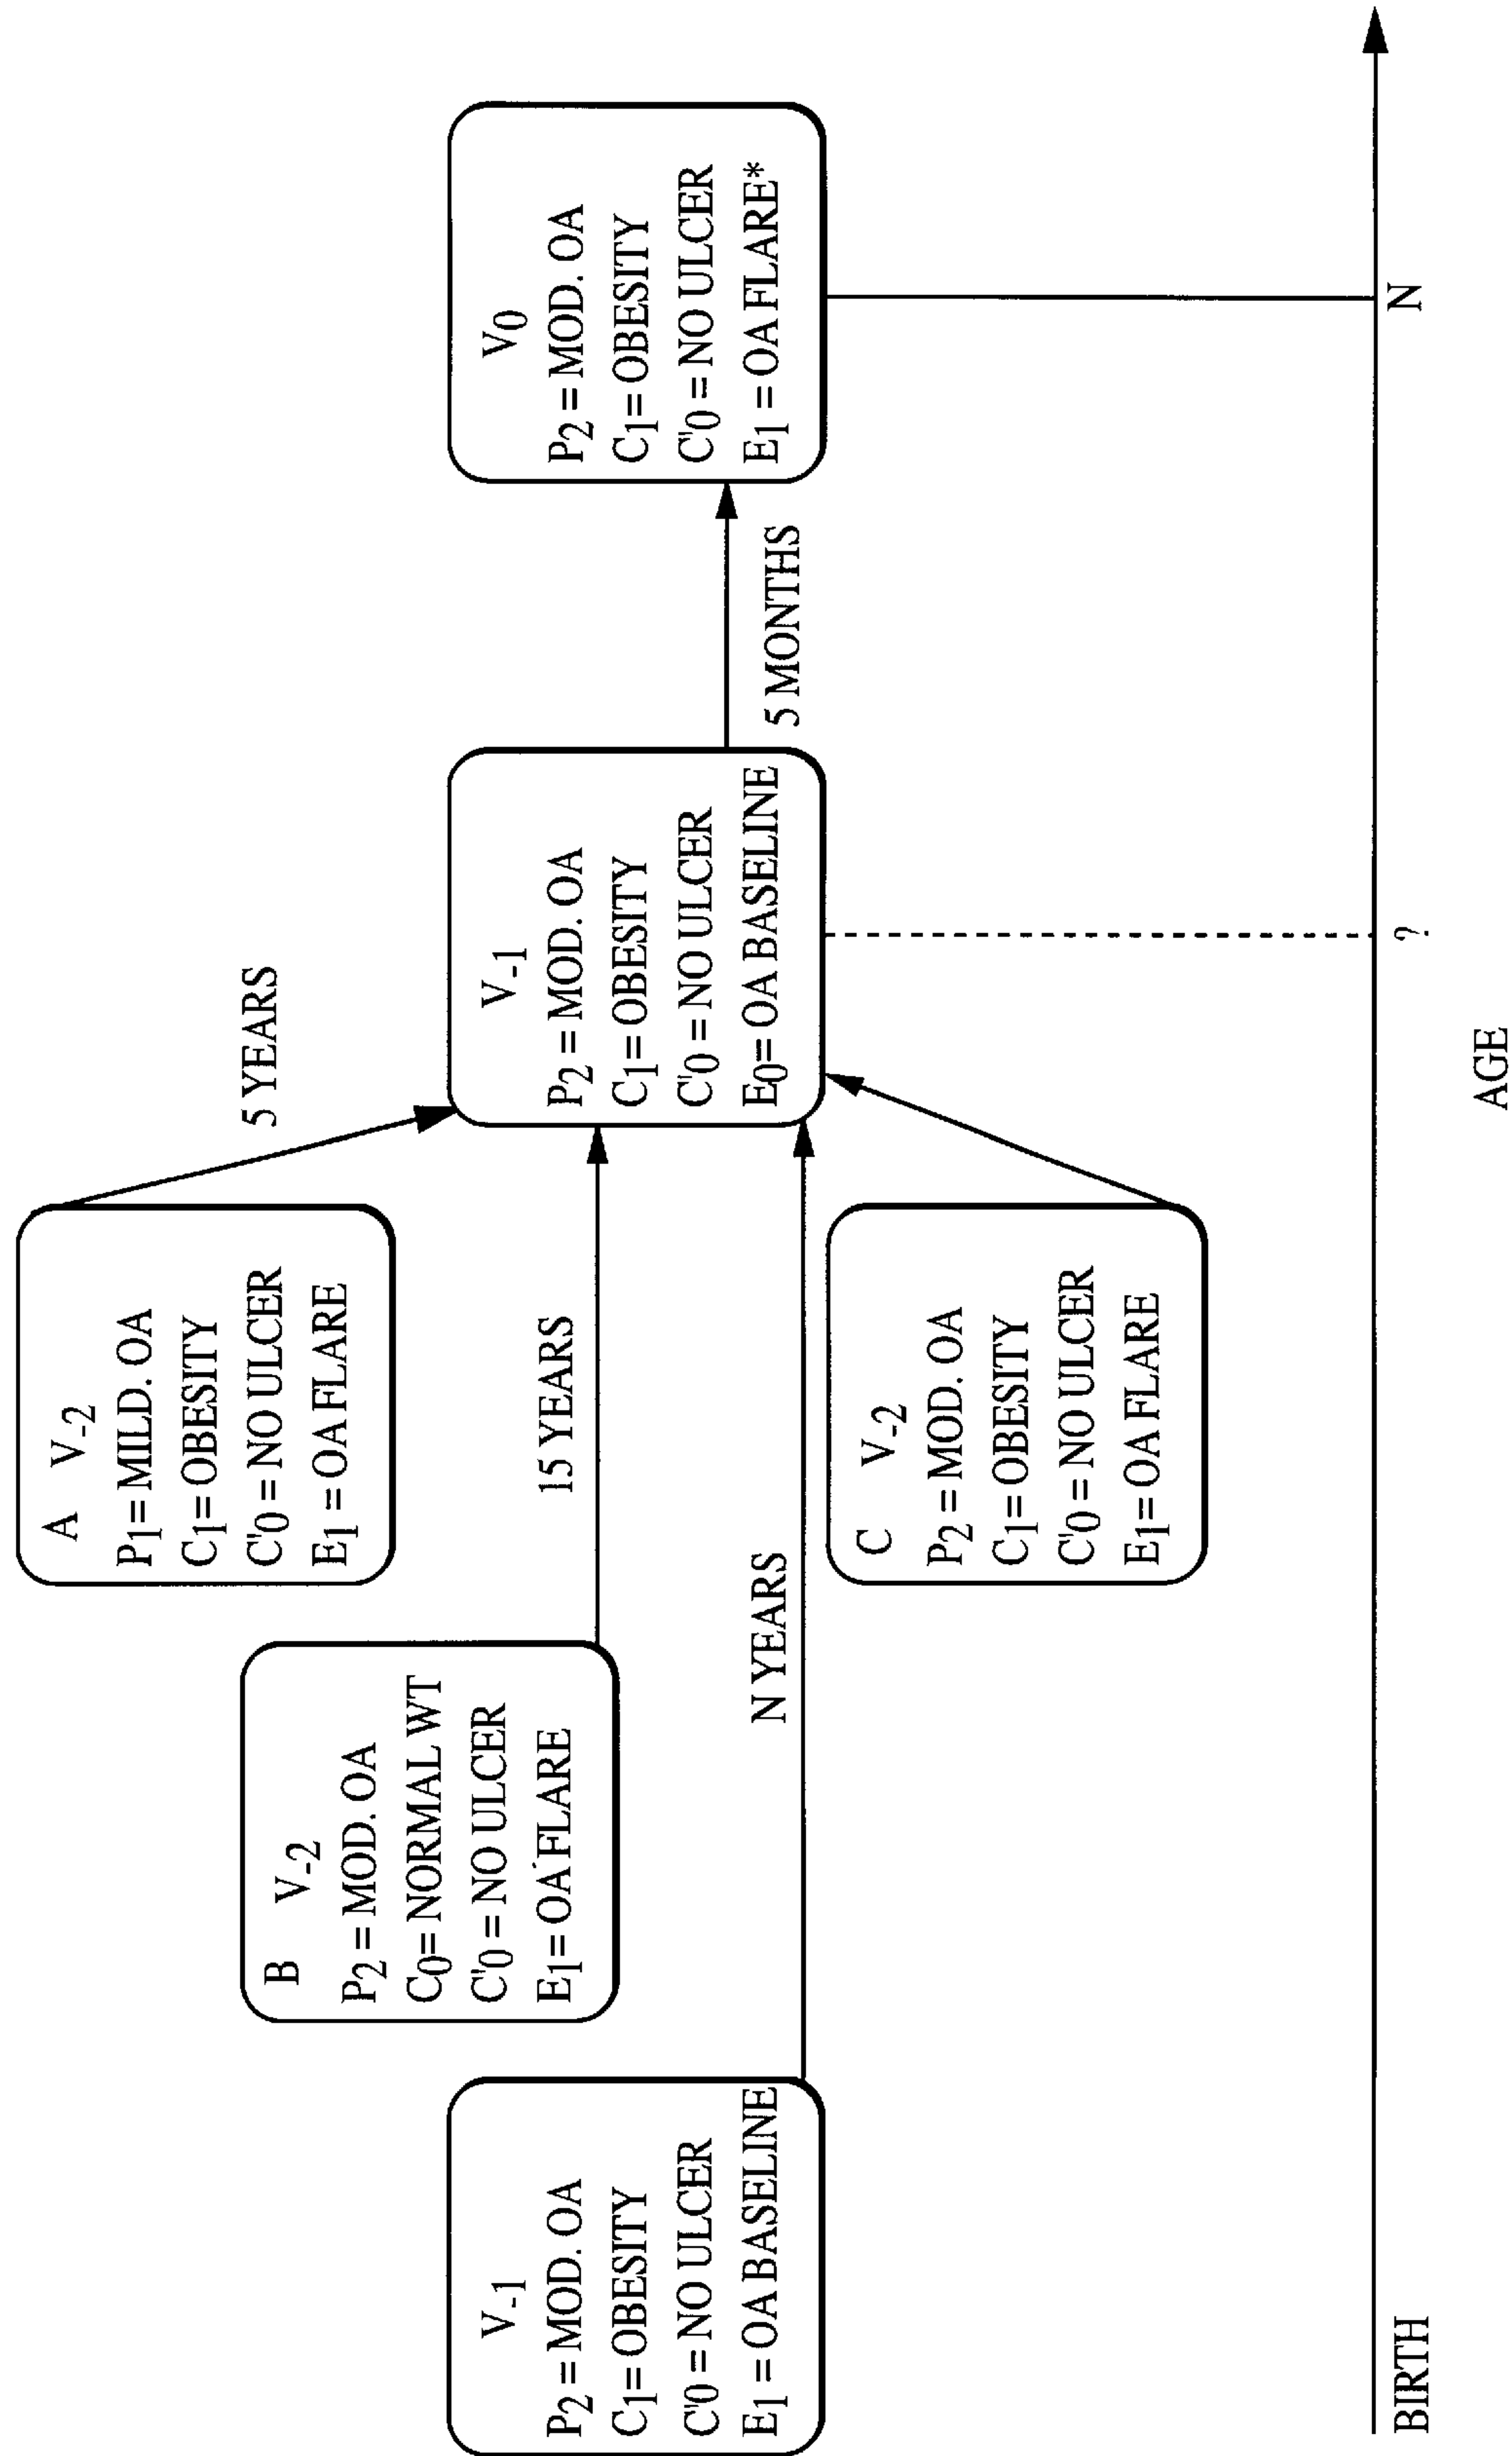 A V-2
P1= MILD. OA
C1= OBESITY
C'0 = NO ULCER
E1 = OA FLARE
5 YEARS
B V-2
P2 = MOD. OA
C0= NORMAL WT
C'0 = NO ULCER
E1= OA FLARE
15 YEARS
V-1
P2 = MOD. OA
C1= OBESITY
C'0 = NO ULCER
E1 = OA BASELINE
N YEARS
V-1
P2 = MOD. OA
C1= OBESITY
C'0 = NO ULCER
E0= OA BASELINE
5 MONTHS
V0
P2 = MOD. OA
C1= OBESITY
C'0 = NO ULCER
E1 = OA FLARE*
C V-2
P2 = MOD. OA
C1= OBESITY
C'0 = NO ULCER
E1= OA FLARE
BIRTH
?
N
AGE